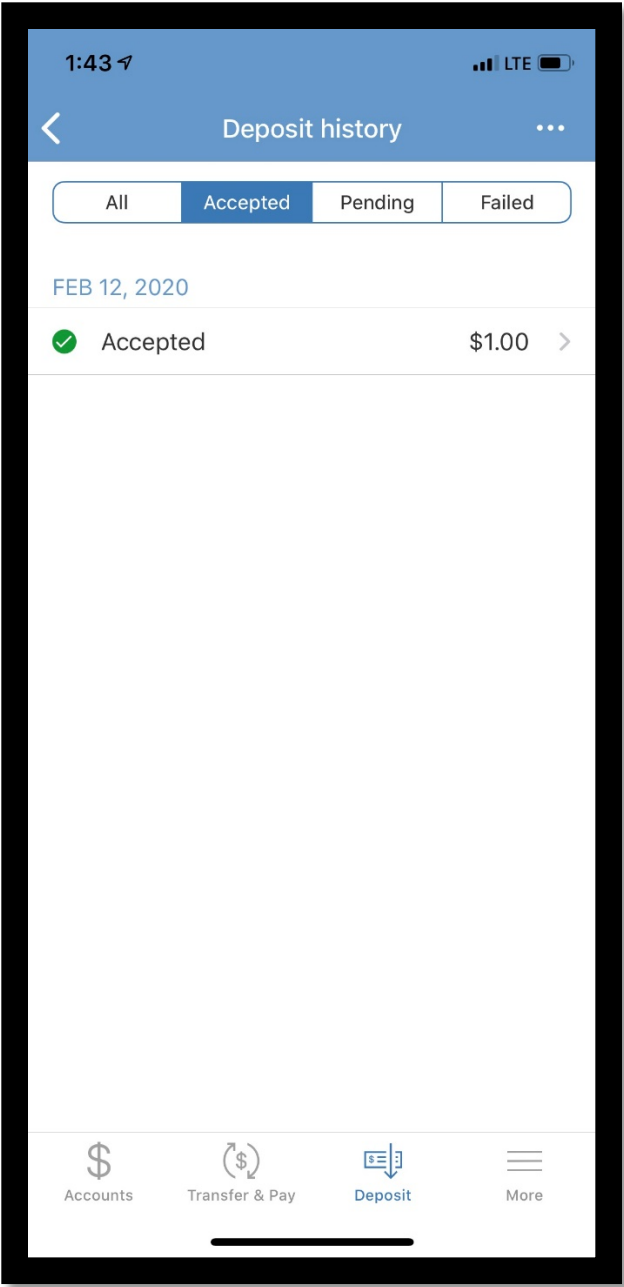 1:43 LTE
Deposit history
All Accepted Pending Failed
FEB 12, 2020
Accepted $1.00
Accounts Transfer & Pay Deposit More